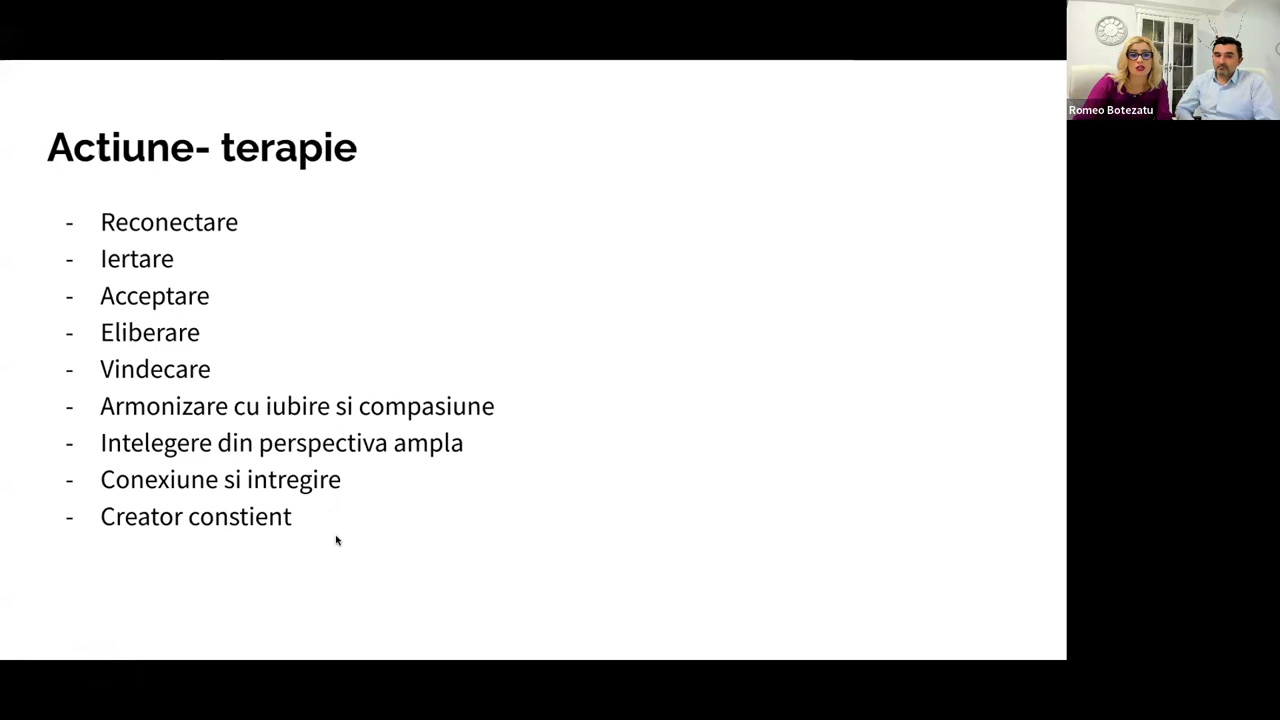 Actiune- terapie
- Reconectare
- Iertare
- Acceptare
- Eliberare
- Vindecare
- Armonizare cu iubire si compasiune
- Intelegere din perspectiva ampla
- Conexiune si intregire
- Creator constient
Romeo Botezatu